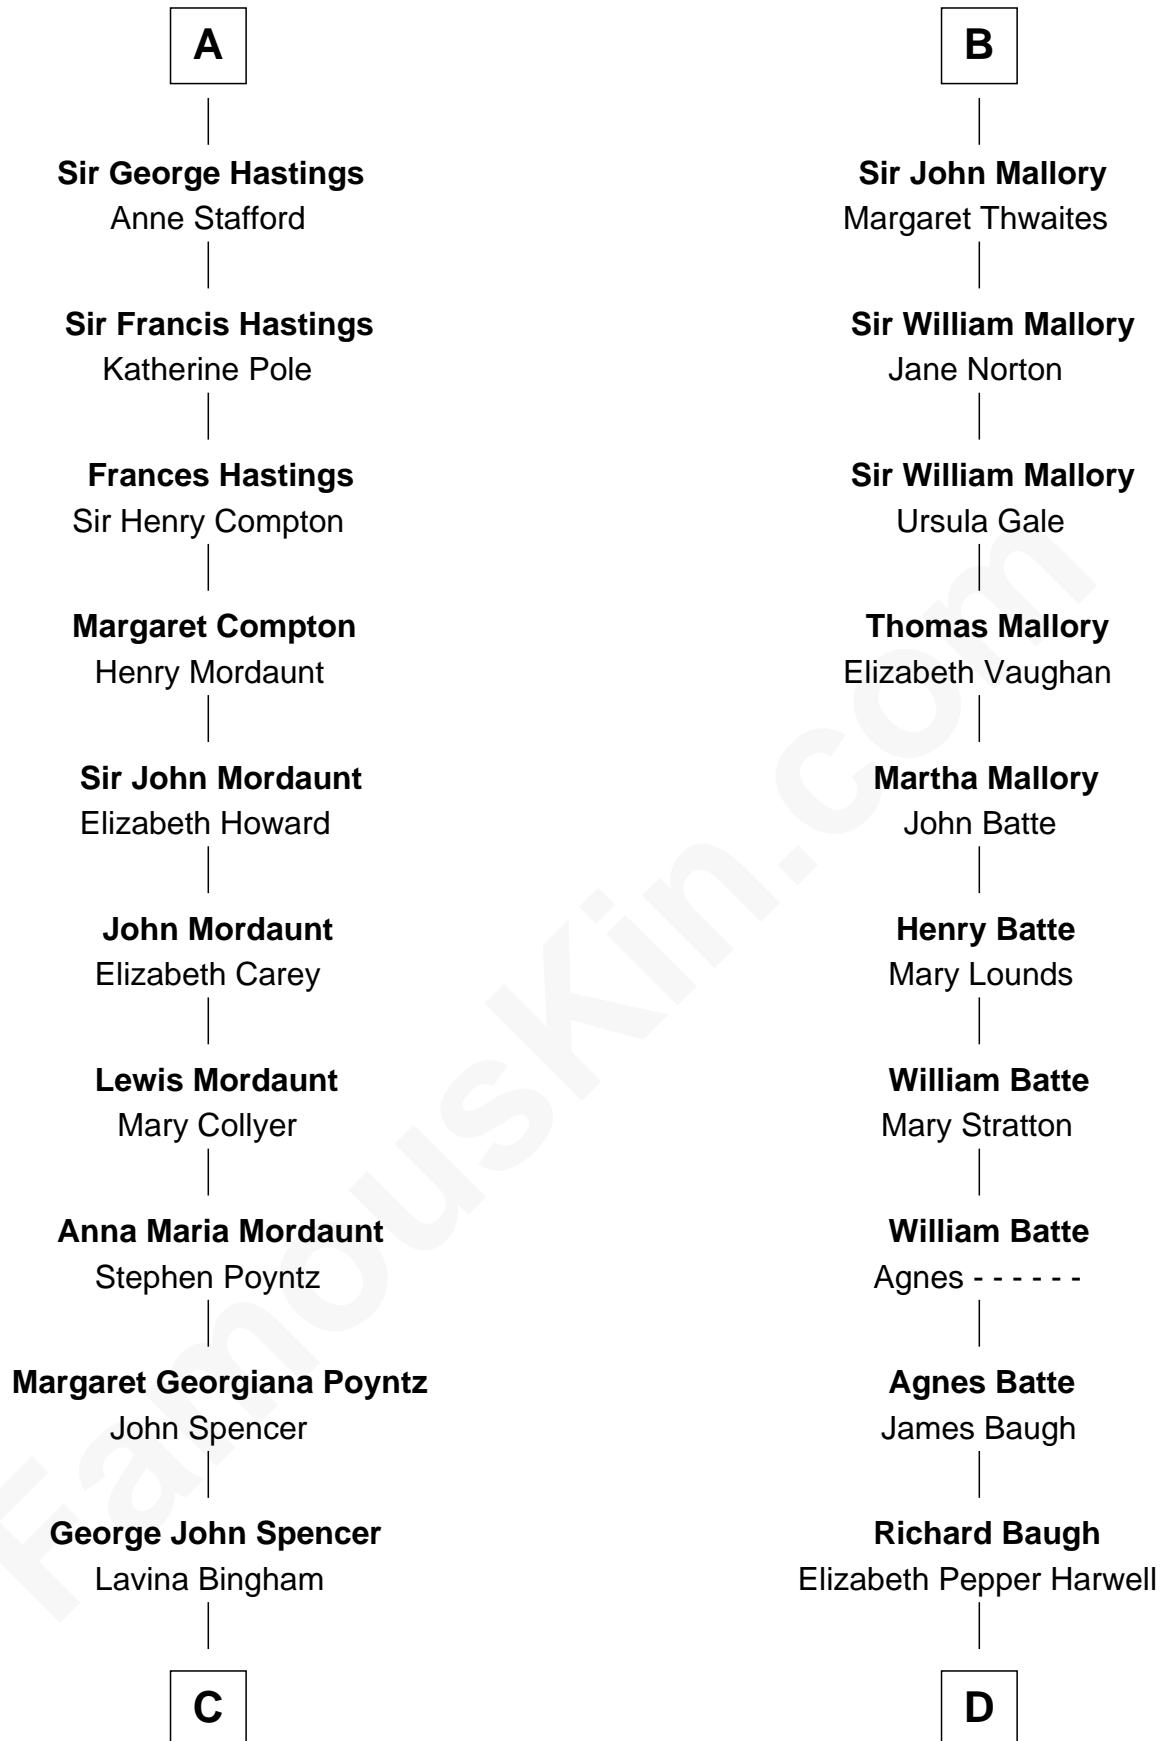 A
Sir George Hastings
Anne Stafford
Sir Francis Hastings
Katherine Pole
Frances Hastings
Sir Henry Compton
Margaret Compton
Henry Mordaunt
Sir John Mordaunt
Elizabeth Howard
John Mordaunt
Elizabeth Carey
Lewis Mordaunt
Mary Collyer
Anna Maria Mordaunt
Stephen Poyntz
Margaret Georgiana Poyntz
John Spencer
George John Spencer
Lavina Bingham
C
B
Sir John Mallory
Margaret Thwaites
Sir William Mallory
Jane Norton
Sir William Mallory
Ursula Gale
Thomas Mallory
Elizabeth Vaughan
Martha Mallory
John Batte
Henry Batte
Mary Lounds
William Batte
Mary Stratton
William Batte
Agnes - - - - - -
Agnes Batte
James Baugh
Richard Baugh
Elizabeth Pepper Harwell
D
FamousKin.com